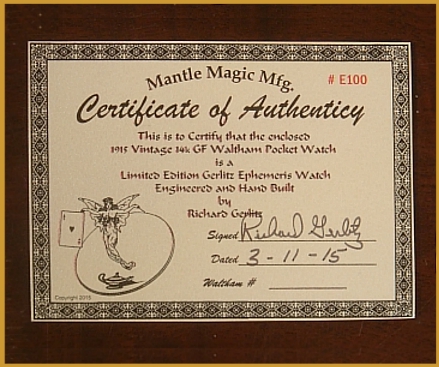 Mantle Magic Mfg.
# E100
Certificate of Authenticy
This is to Certify that the enclosed
1915 Vintage 14k GF Waltham Pocket Watch
is a
Limited Edition Gerlitz Ephemeris Watch
Engineered and Hand Built
by
Richard Gerlitz
Signed Richard Gerlitz
Dated 3-11-15
Waltham #
Copyright 2015